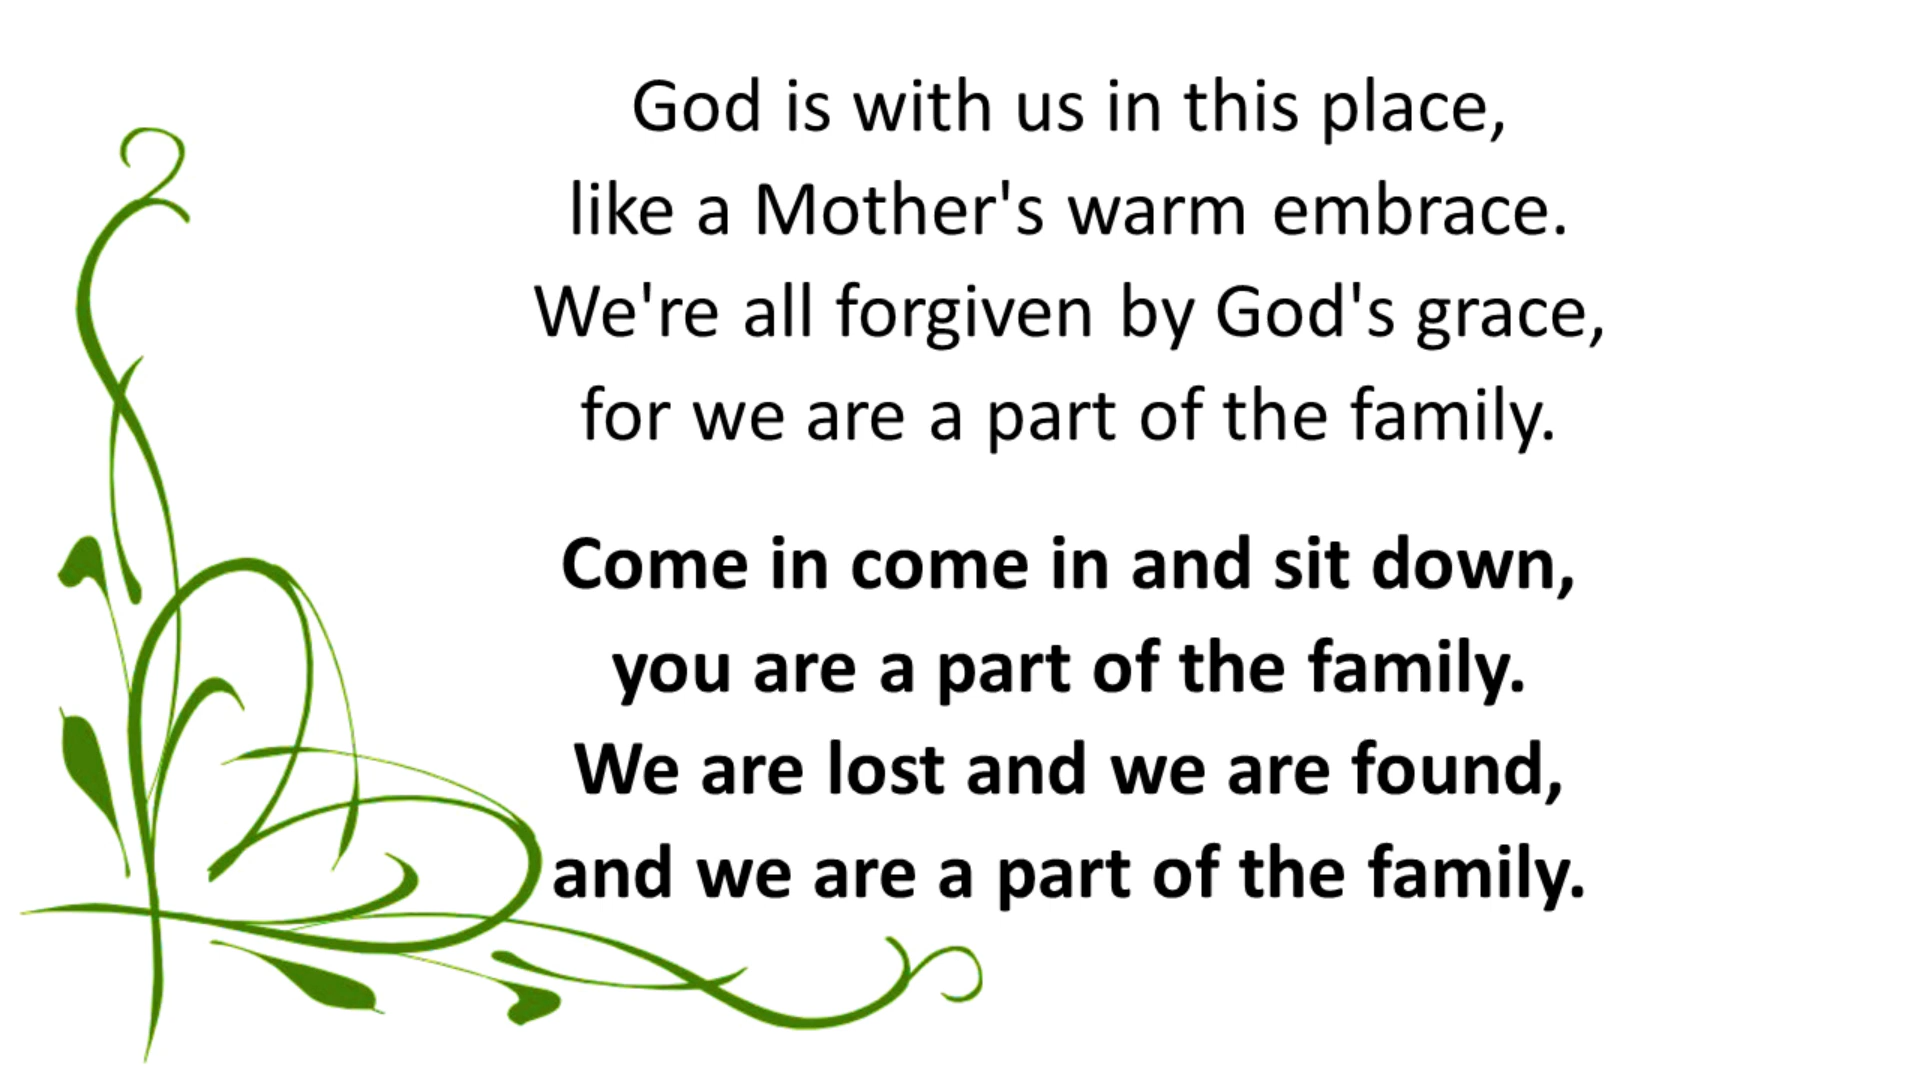 God is with us in this place,
like a Mother's warm embrace.
We're all forgiven by God's grace,
for we are a part of the family.
Come in come in and sit down,
you are a part of the family.
We are lost and we are found,
and we are a part of the family.